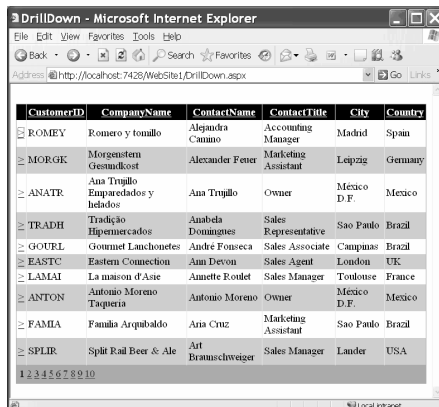 DrillDown - Microsoft Internet Explorer
File Edit View Favorites Tools Help
Back Search Favorites
Address http://localhost:7428/WebSite1/DrillDown.aspx Go Links
CustomerID CompanyName ContactName ContactTitle City Country
> ROMEY Romero y tomillo Alejandra Camino Accounting Manager Madrid Spain
> MORGK Morgenstern Gesundkost Alexander Feuer Marketing Assistant Leipzig Germany
> ANATR Ana Trujillo Emparedados y helados Ana Trujillo Owner México D.F. Mexico
> TRADH Tradição Hipermercados Anabela Domingues Sales Representative Sao Paulo Brazil
> GOURL Gourmet Lanchonetes André Fonseca Sales Associate Campinas Brazil
> EASTC Eastern Connection Ann Devon Sales Agent London UK
> LAMAI La maison d'Asie Annette Roulet Sales Manager Toulouse France
> ANTON Antonio Moreno Taquería Antonio Moreno Owner México D.F. Mexico
> FAMIA Familia Arquibaldo Aria Cruz Marketing Assistant Sao Paulo Brazil
> SPLIR Split Rail Beer & Ale Art Braunschweiger Sales Manager Lander USA
1 2 3 4 5 6 7 8 9 10
Local intranet